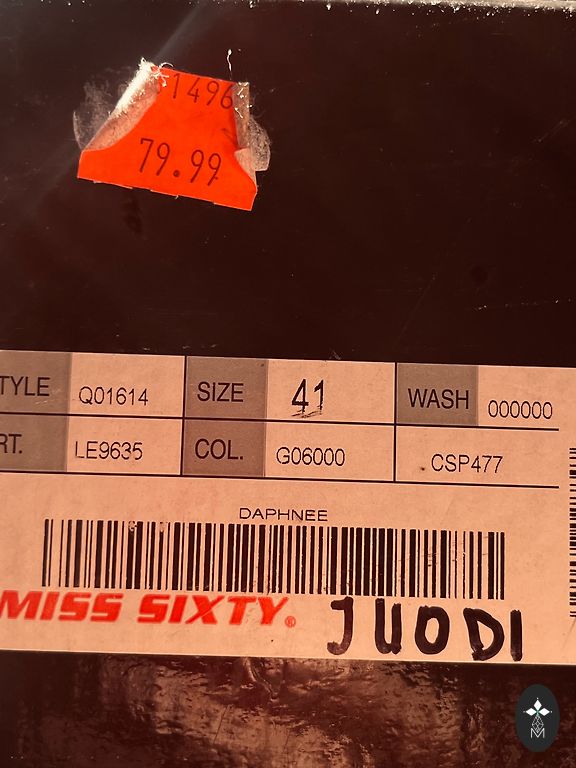 1496
79.99
TYLE Q01614 SIZE 41 WASH 000000
RT. LE9635 COL. G06000 CSP477
DAPHNEE
MISS SIXTY®
JUODI
M